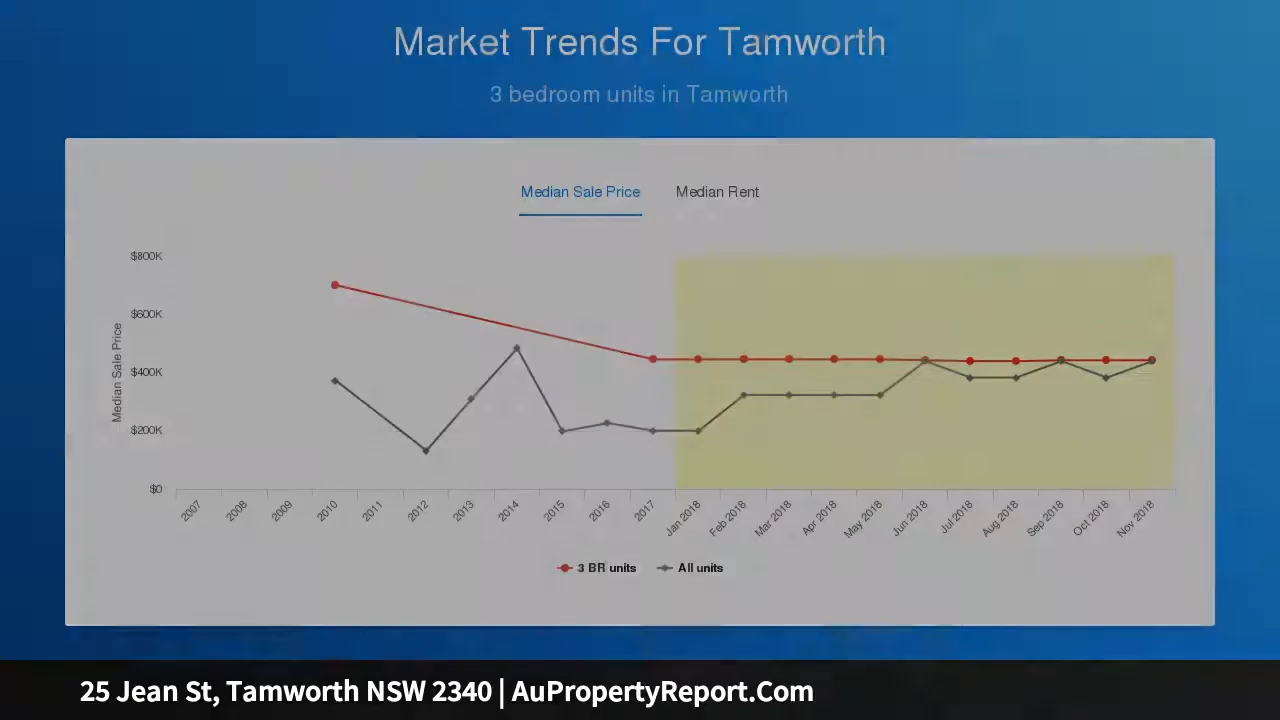 Market Trends For Tamworth
3 bedroom units in Tamworth
Median Sale Price
Median Rent
$800K
$600K
$400K
$200K
$0
Median Sale Price
2007
2008
2009
2010
2011
2012
2013
2014
2015
2016
2017
Jan 2018
Feb 2018
Mar 2018
Apr 2018
May 2018
Jun 2018
Jul 2018
Aug 2018
Sep 2018
Oct 2018
Nov 2018
3 BR units
All units
25 Jean St, Tamworth NSW 2340 | AuPropertyReport.Com